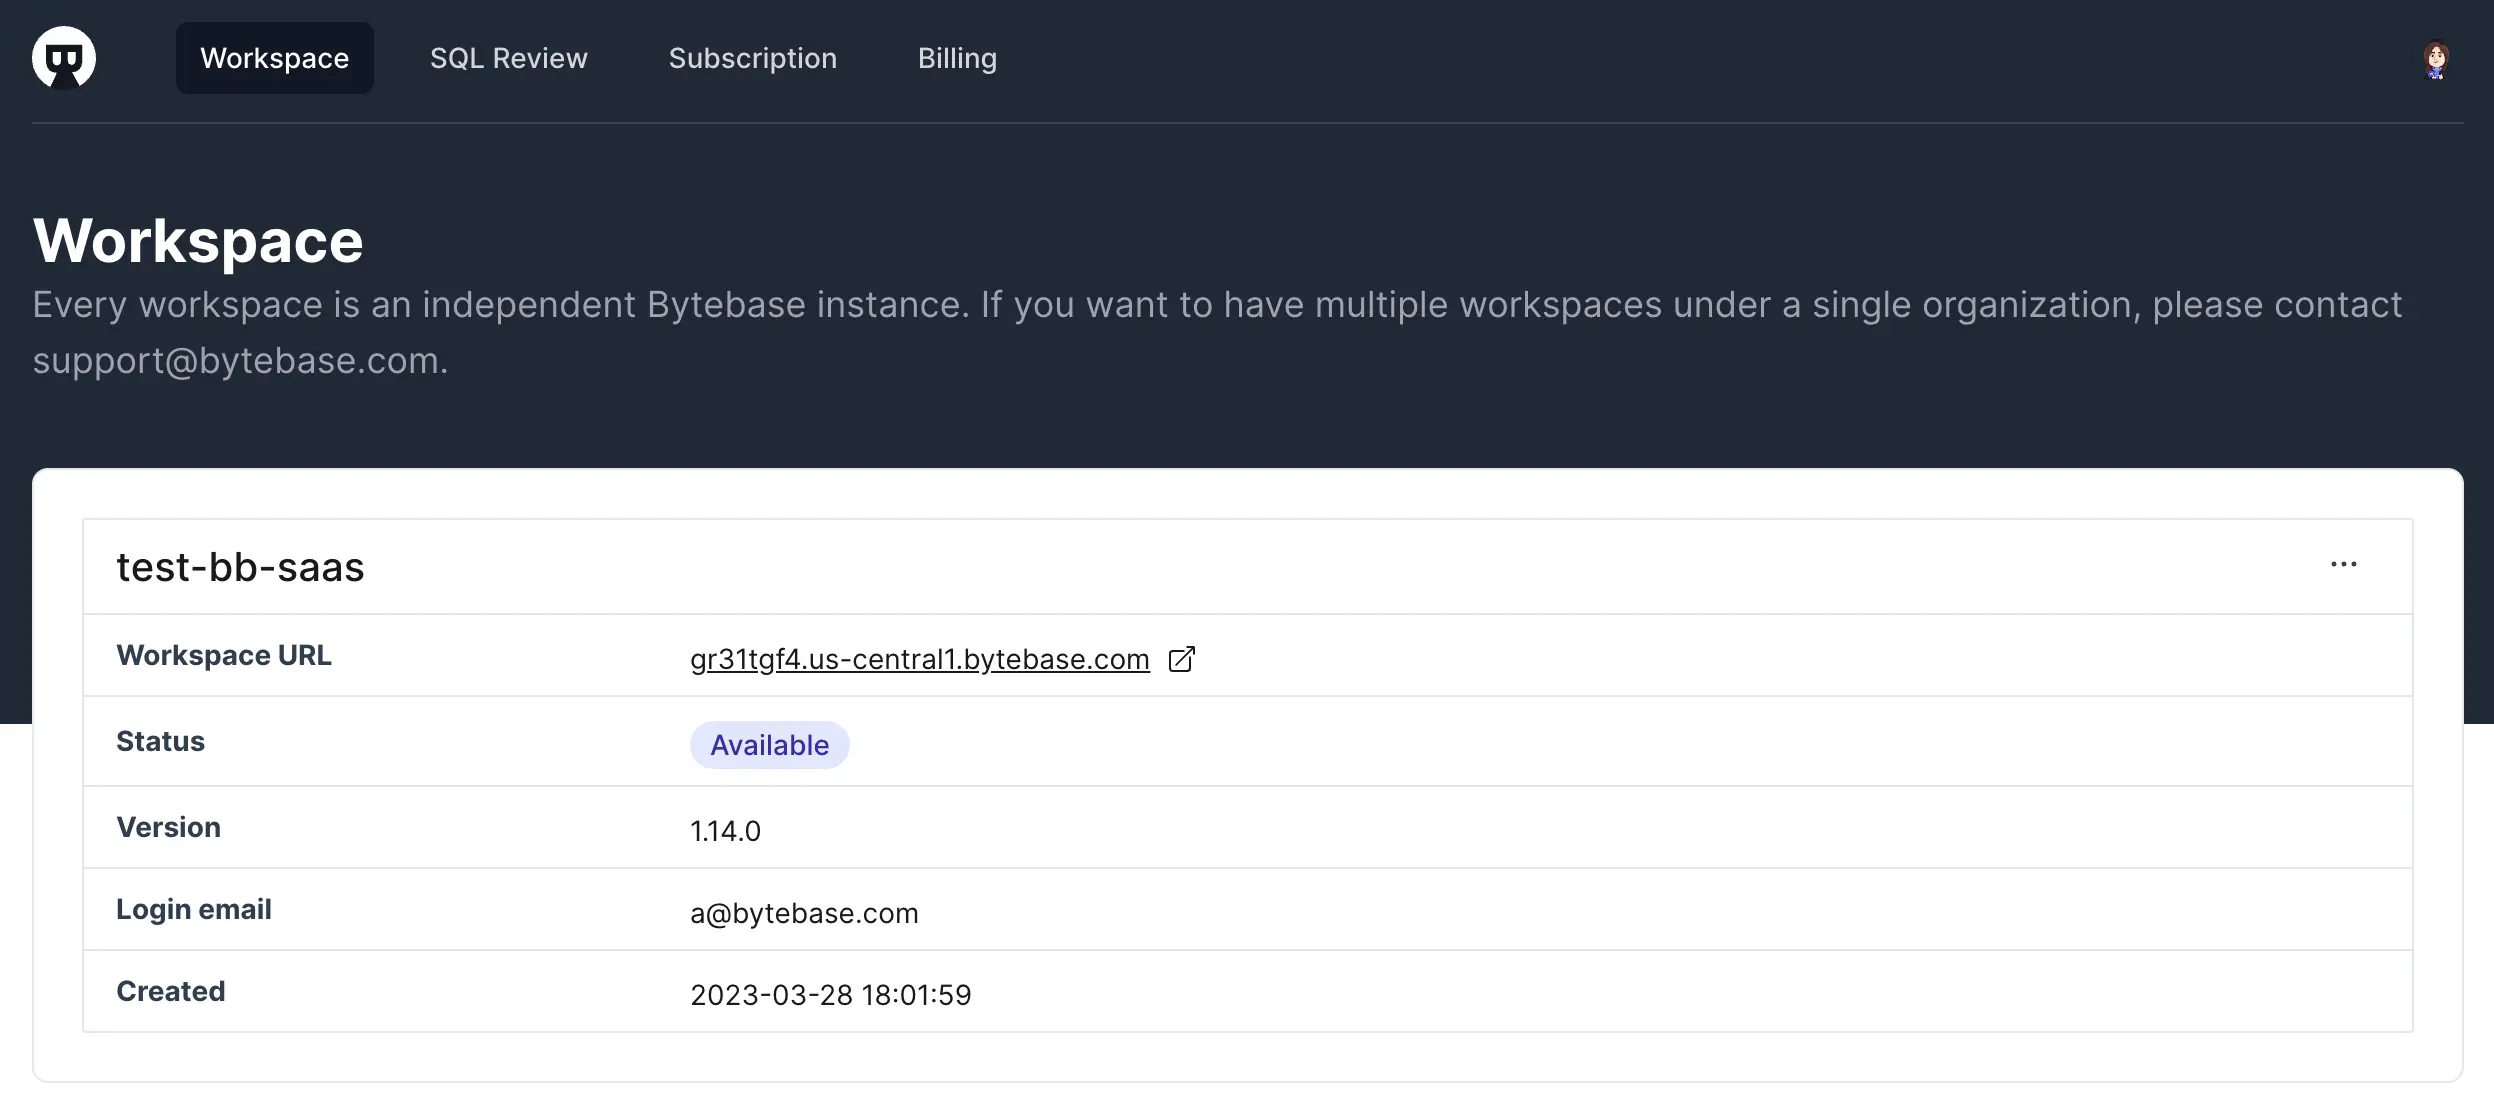 Workspace SQL Review Subscription Billing
Workspace
Every workspace is an independent Bytebase instance. If you want to have multiple workspaces under a single organization, please contact
support@bytebase.com.
test-bb-saas
Workspace URL gr31tgf4.us-central1.bytebase.com
Status Available
Version 1.14.0
Login email a@bytebase.com
Created 2023-03-28 18:01:59